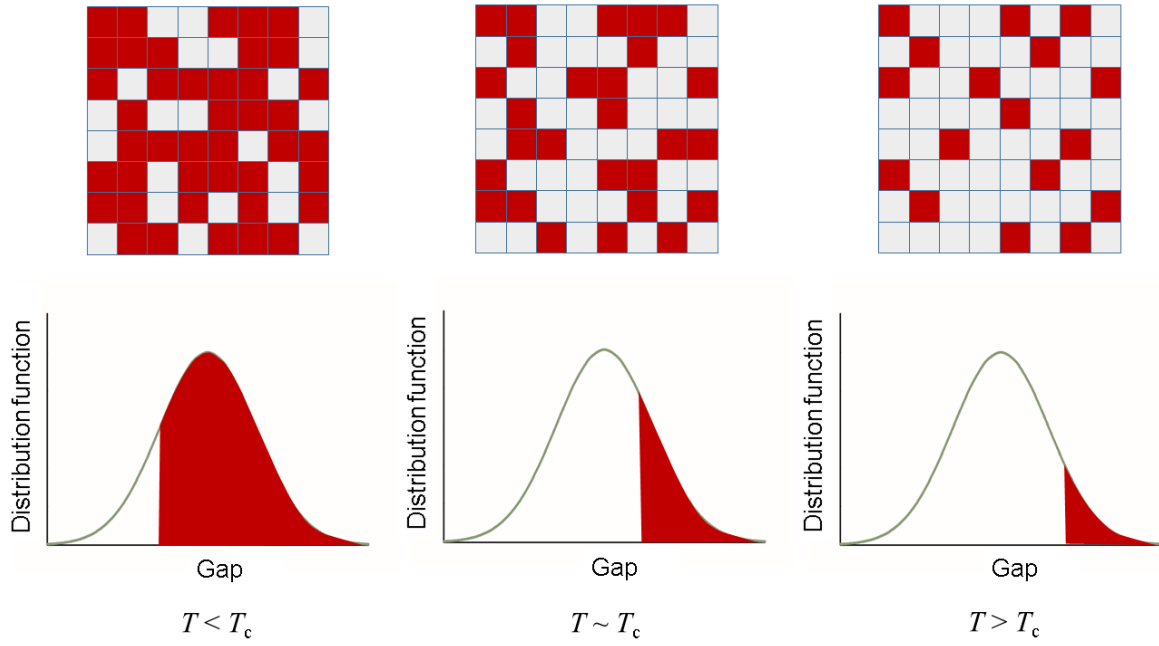 Distribution function
Gap
T < Tc
Distribution function
Gap
T ~ Tc
Distribution function
Gap
T > Tc